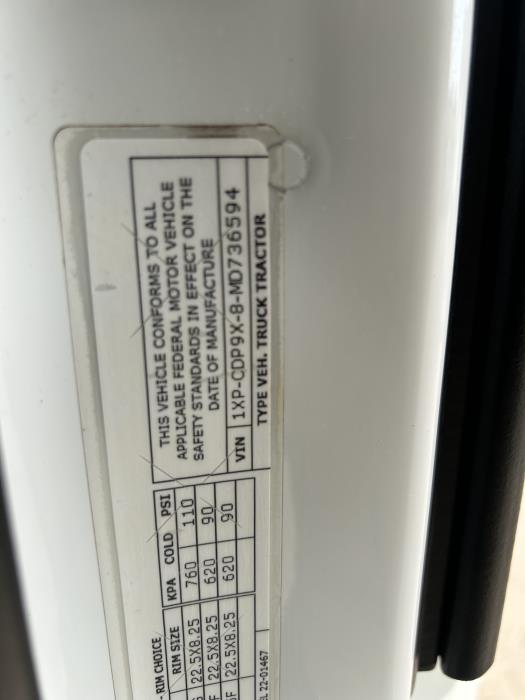 THIS VEHICLE CONFORMS TO ALL
APPLICABLE FEDERAL MOTOR VEHICLE
SAFETY STANDARDS IN EFFECT ON THE
DATE OF MANUFACTURE
VIN 1XP-CDP9X-8-MD736594
TYPE VEH. TRUCK TRACTOR
RIM CHOICE
RIM SIZE KPA COLD PSI
22.5X8.25 760 110
22.5X8.25 620 90
22.5X8.25 620 90
22-01467